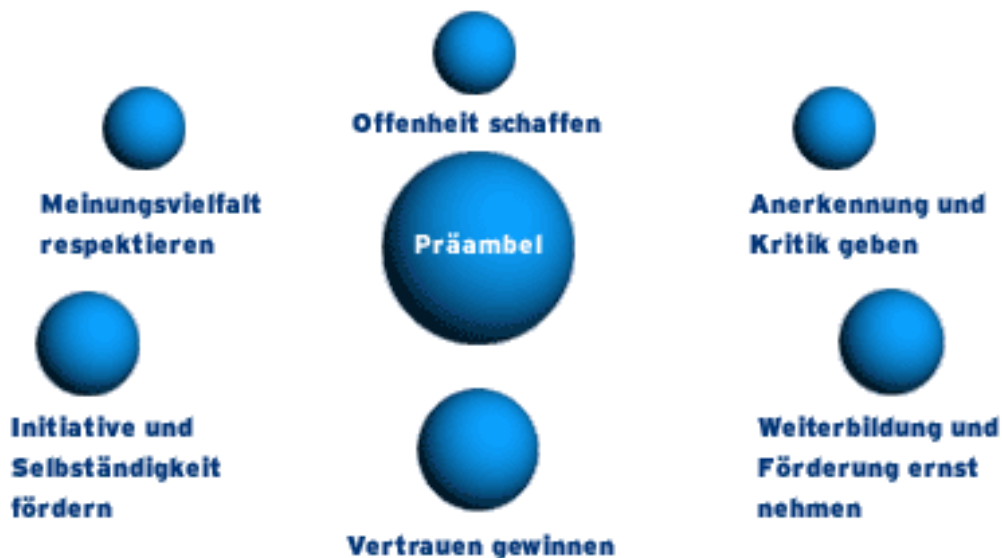 Offenheit schaffen
Meinungsvielfalt
respektieren
Präambel
Anerkennung und
Kritik geben
Initiative und
Selbständigkeit
fördern
Weiterbildung und
Förderung ernst
nehmen
Vertrauen gewinnen